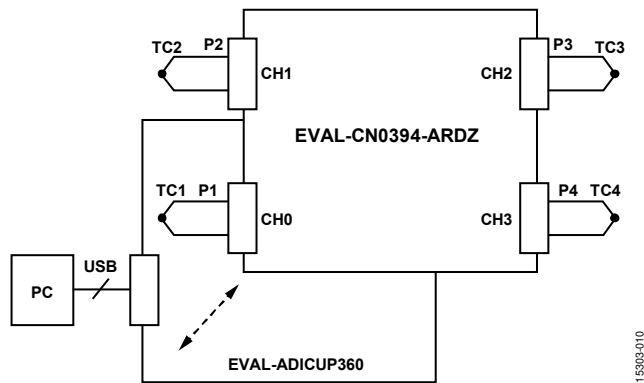 TC2 P2 P3 TC3
CH1 CH2
EVAL-CN0394-ARDZ
TC1 P1 P4 TC4
CH0 CH3
USB
PC
EVAL-ADICUP360
15303-010